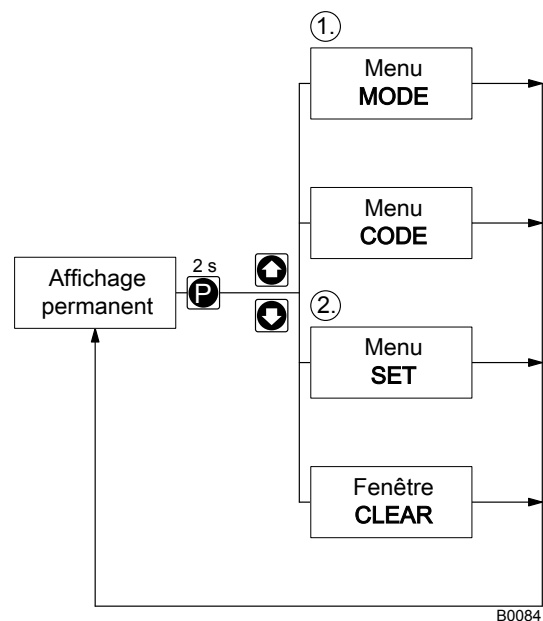 1.
Menu
MODE
Menu
CODE
Affichage
permanent
2 s
P
2.
Menu
SET
Fenêtre
CLEAR
B0084